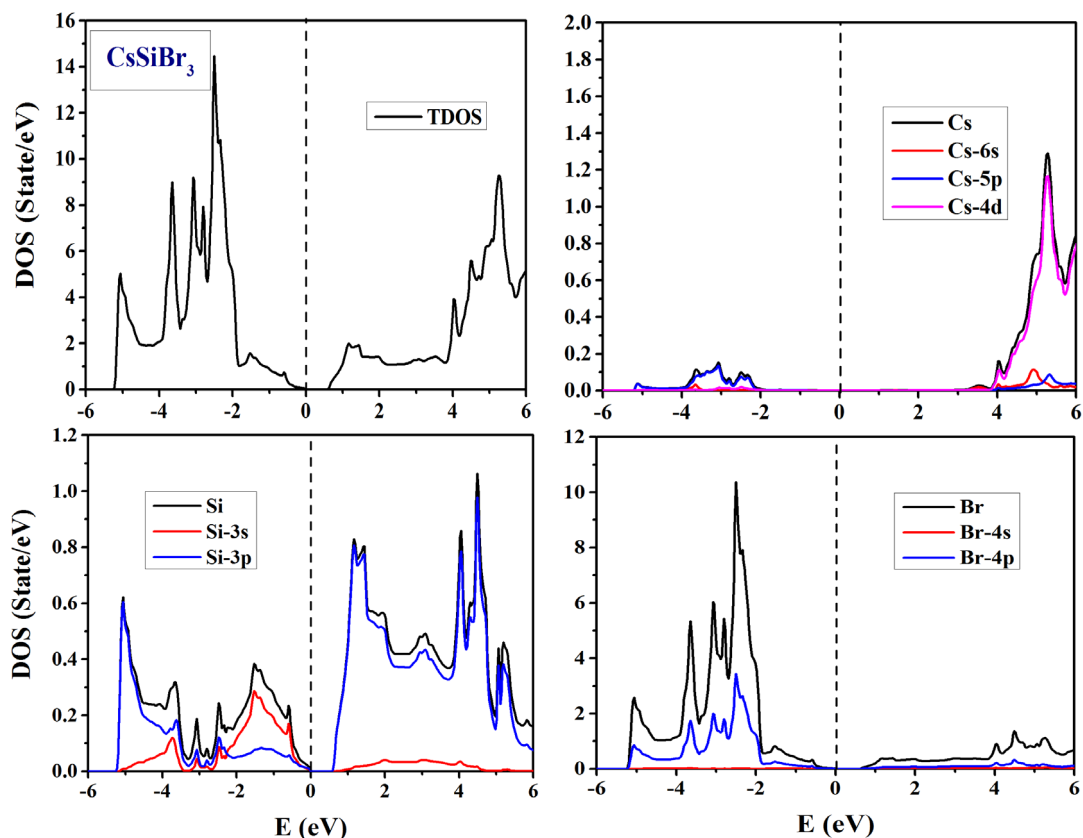 CsSiBr3
TDOS
DOS (State/eV)
16
14
12
10
8
6
4
2
0
-6 -4 -2 0 2 4 6
Cs
Cs-6s
Cs-5p
Cs-4d
2.0
1.8
1.6
1.4
1.2
1.0
0.8
0.6
0.4
0.2
0.0
-6 -4 -2 0 2 4 6
Si
Si-3s
Si-3p
DOS (State/eV)
1.2
1.0
0.8
0.6
0.4
0.2
0.0
-6 -4 -2 0 2 4 6
E (eV)
Br
Br-4s
Br-4p
12
10
8
6
4
2
0
-6 -4 -2 0 2 4 6
E (eV)